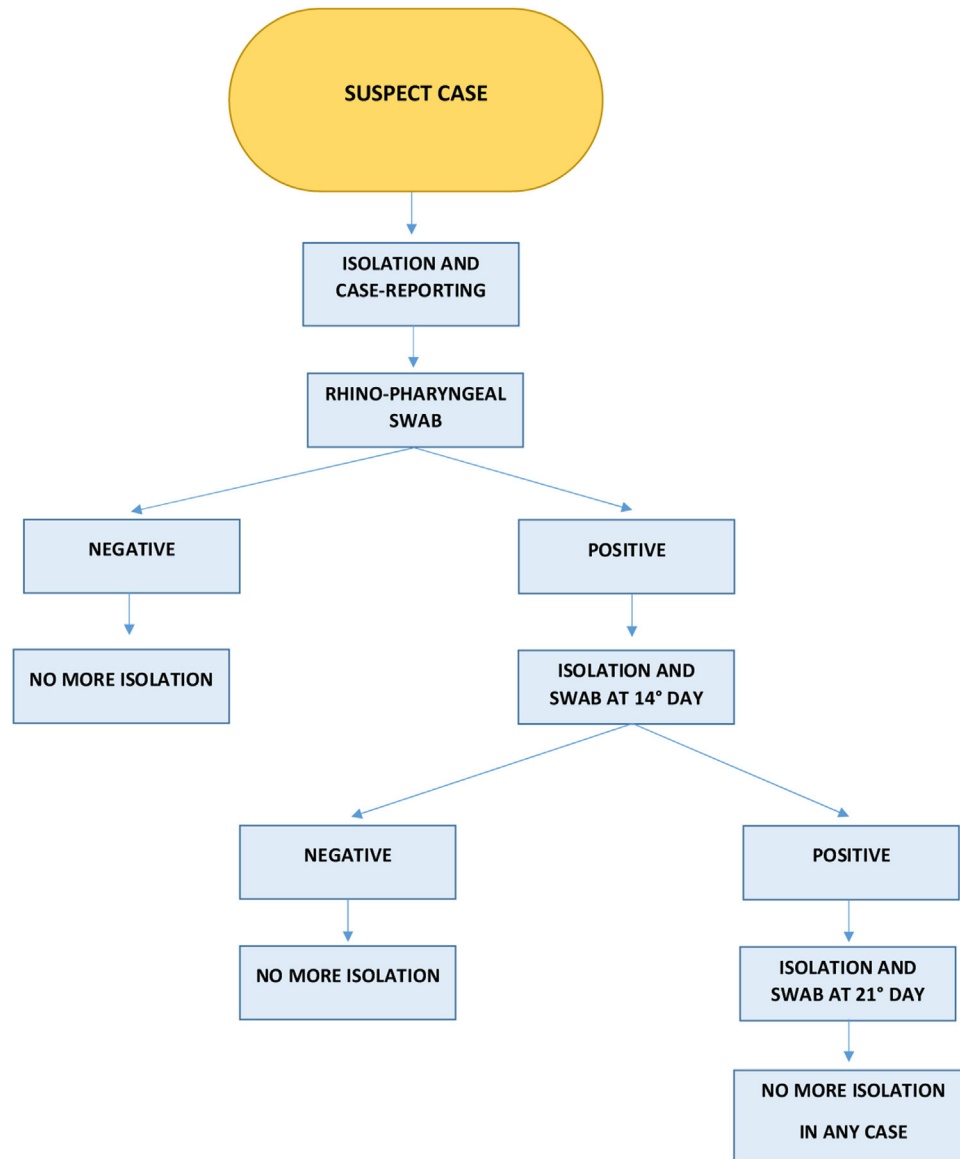 SUSPECT CASE
ISOLATION AND
CASE-REPORTING
RHINO-PHARYNGEAL
SWAB
NEGATIVE
POSITIVE
NO MORE ISOLATION
ISOLATION AND
SWAB AT 14° DAY
NEGATIVE
POSITIVE
NO MORE ISOLATION
ISOLATION AND
SWAB AT 21° DAY
NO MORE ISOLATION
IN ANY CASE